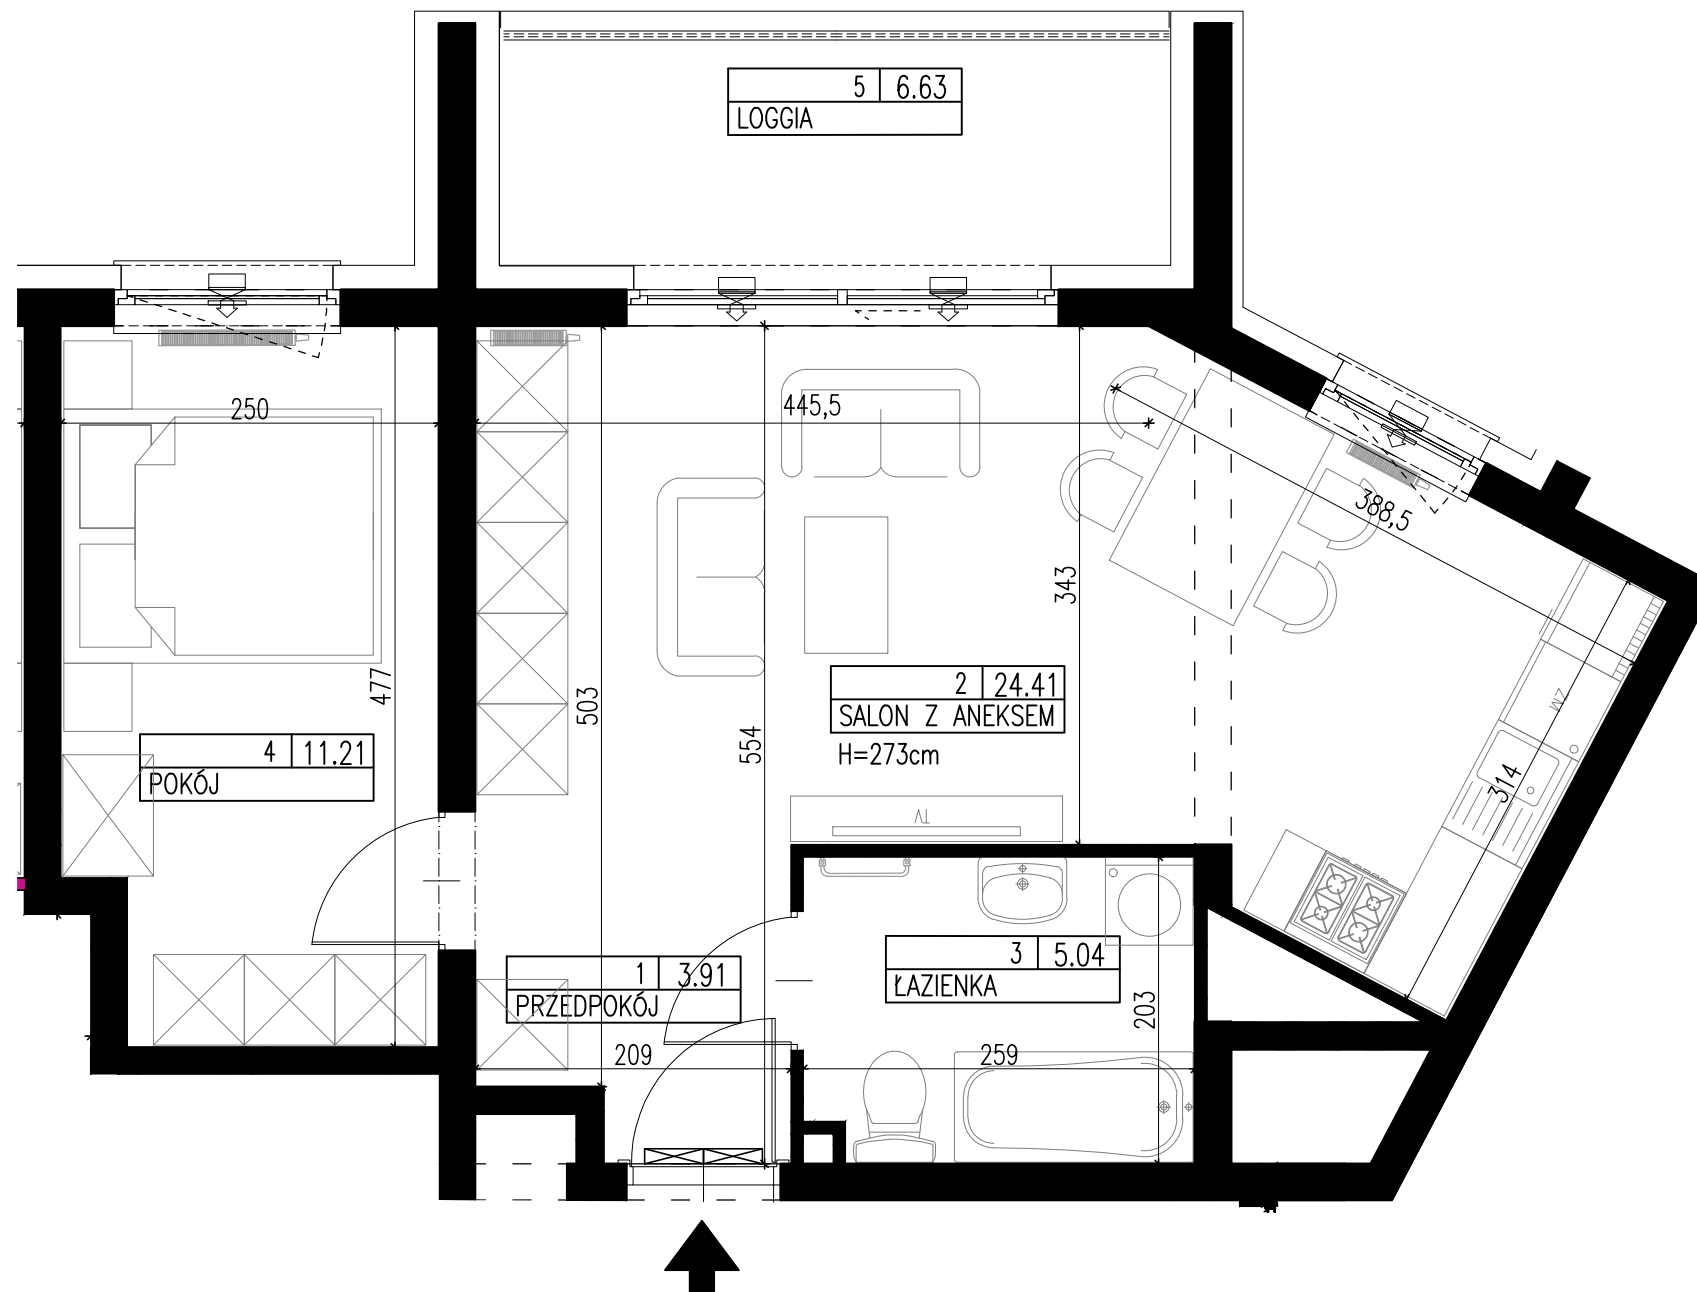 5 6.63
LOGGIA
250
445,5
388,5
343
477
503
554
2 24.41
SALON Z ANEKSEM
H=273cm
ZM
314
4 11.21
POKÓJ
TV
1 3.91
PRZEDPOKÓJ
3 5.04
ŁAZIENKA
203
209
259